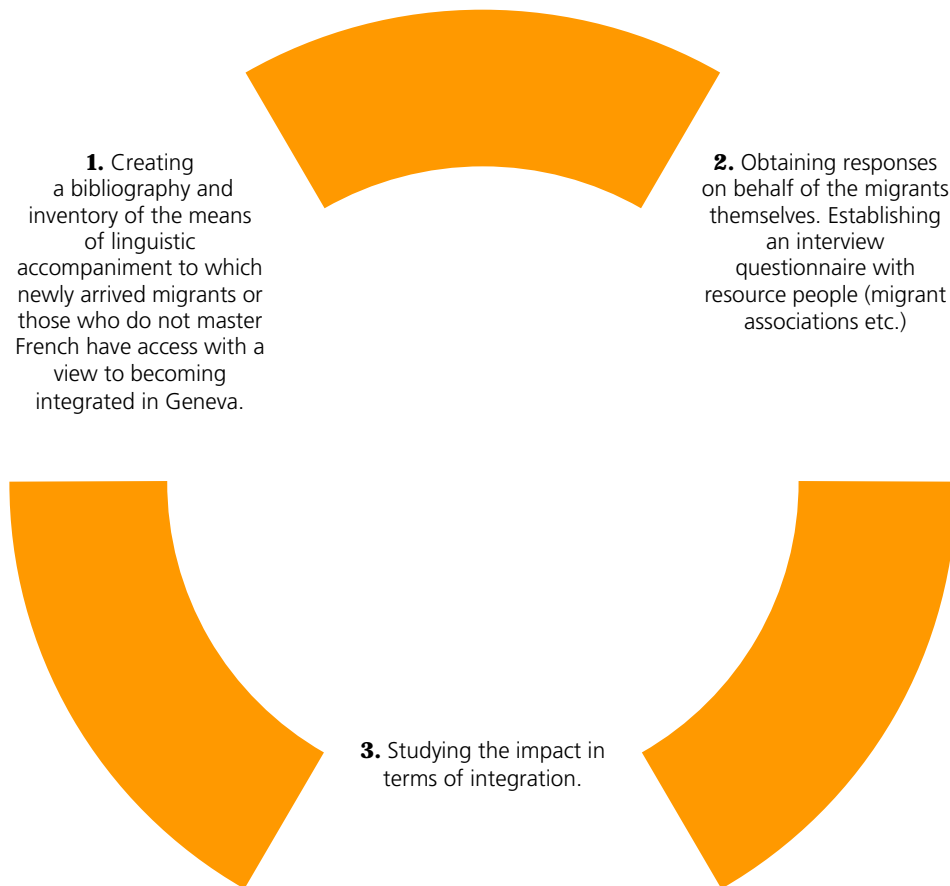 1. Creating
a bibliography and
inventory of the means
of linguistic
accompaniment to which
newly arrived migrants or
those who do not master
French have access with a
view to becoming
integrated in Geneva.
2. Obtaining responses
on behalf of the migrants
themselves. Establishing
an interview
questionnaire with
resource people (migrant
associations etc.)
3. Studying the impact in
terms of integration.